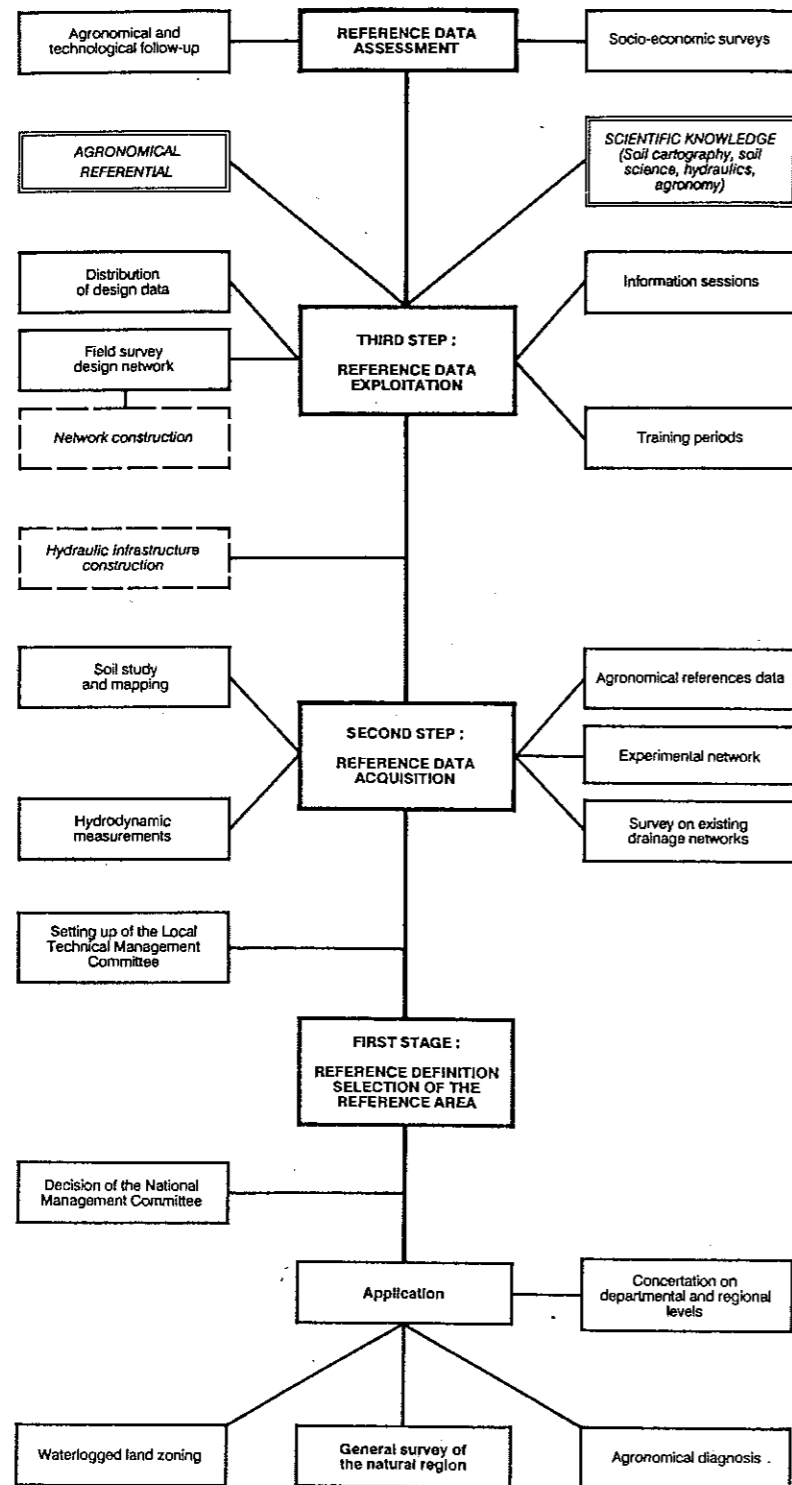 Agronomical and
technological follow-up
REFERENCE DATA
ASSESSMENT
Socio-economic surveys
AGRONOMICAL
REFERENTIAL
SCIENTIFIC KNOWLEDGE
(Soil cartography, soil
science, hydraulics,
agronomy)
Distribution
of design data
Information sessions
THIRD STEP :
REFERENCE DATA
EXPLOITATION
Field survey
design network
Network construction
Training periods
Hydraulic infrastructure
construction
Soil study
and mapping
Agronomical references data
SECOND STEP :
REFERENCE DATA
ACQUISITION
Experimental network
Hydrodynamic
measurements
Survey on existing
drainage networks
Setting up of the Local
Technical Management
Committee
FIRST STAGE :
REFERENCE DEFINITION
SELECTION OF THE
REFERENCE AREA
Decision of the National
Management Committee
Application
Concertation on
departmental and regional
levels
Waterlogged land zoning
General survey of
the natural region
Agronomical diagnosis .